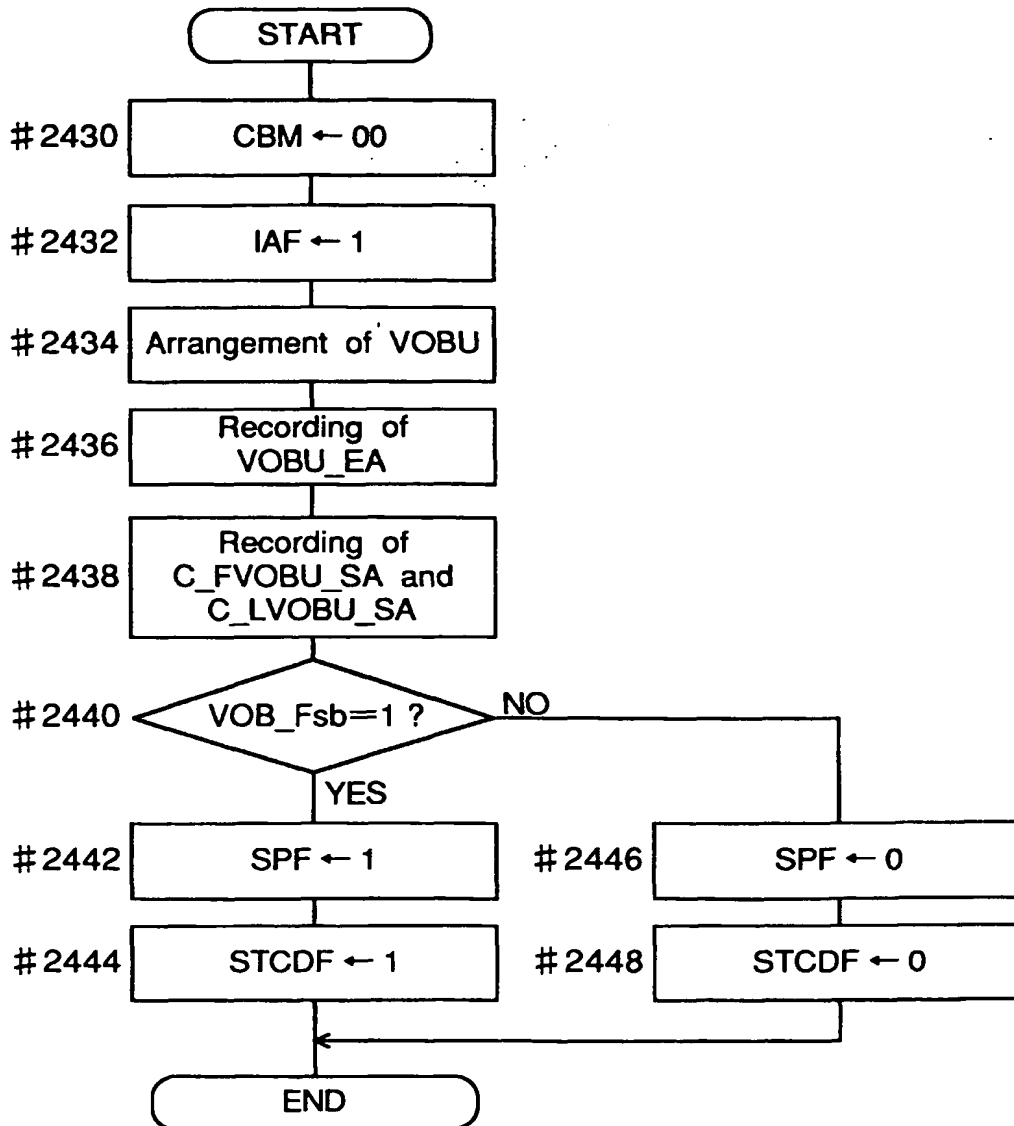 START
#2430
CBM ← 00
#2432
IAF ← 1
#2434
Arrangement of VOBU
#2436
Recording of
VOBU_EA
#2438
Recording of
C_FVOBU_SA and
C_LVOBU_SA
#2440
VOB_Fsb=1 ?
NO
YES
#2442
SPF ← 1
#2446
SPF ← 0
#2444
STCDF ← 1
#2448
STCDF ← 0
END